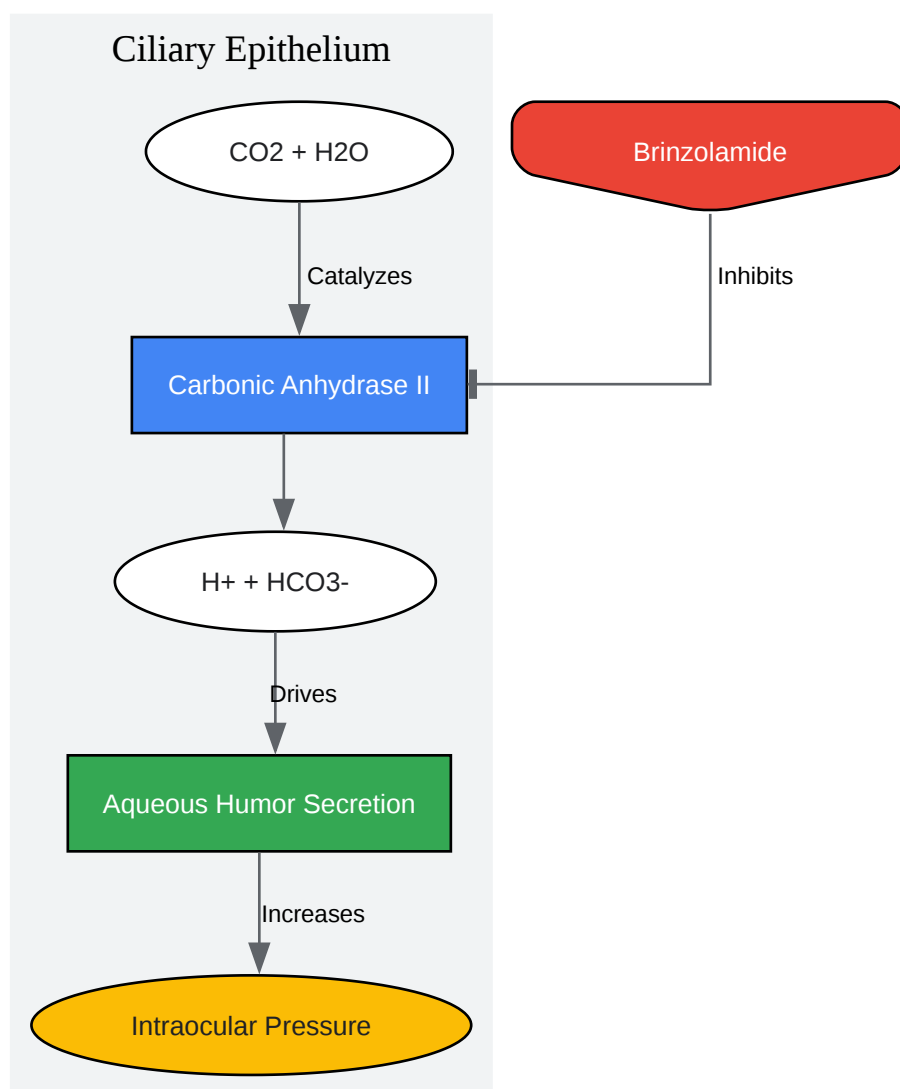 Ciliary Epithelium
CO2 + H2O
Brinzolamide
Catalyzes
Inhibits
Carbonic Anhydrase II
H+ + HCO3-
Drives
Aqueous Humor Secretion
Increases
Intraocular Pressure